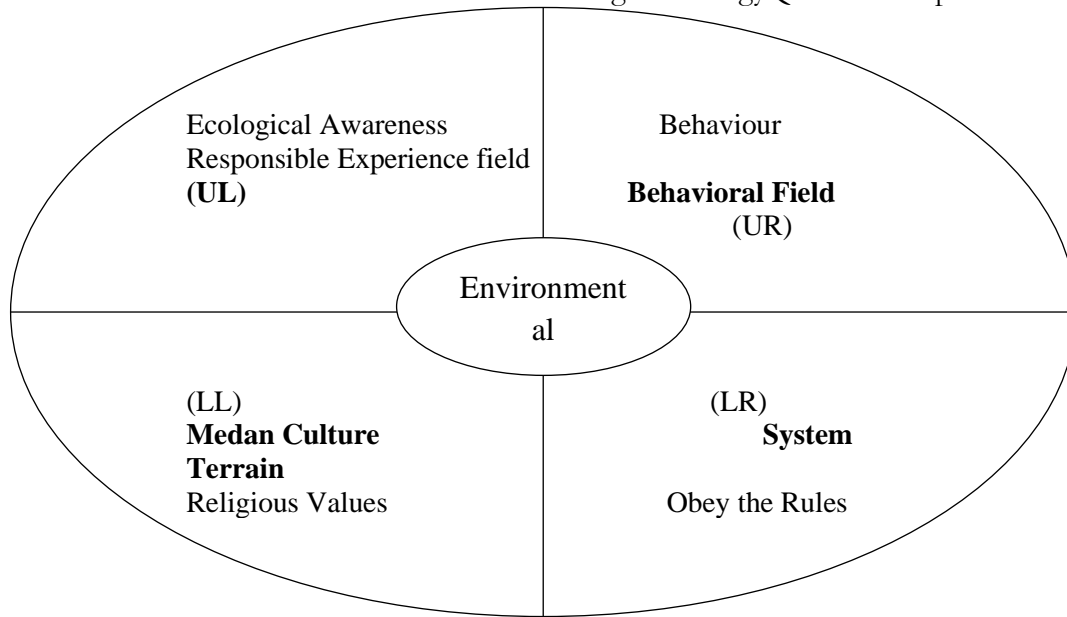 Ecological Awareness
Responsible Experience field
(UL)
Behaviour
Behavioral Field
(UR)
Environment
al
(LL)
Medan Culture
Terrain
Religious Values
(LR)
System
Obey the Rules